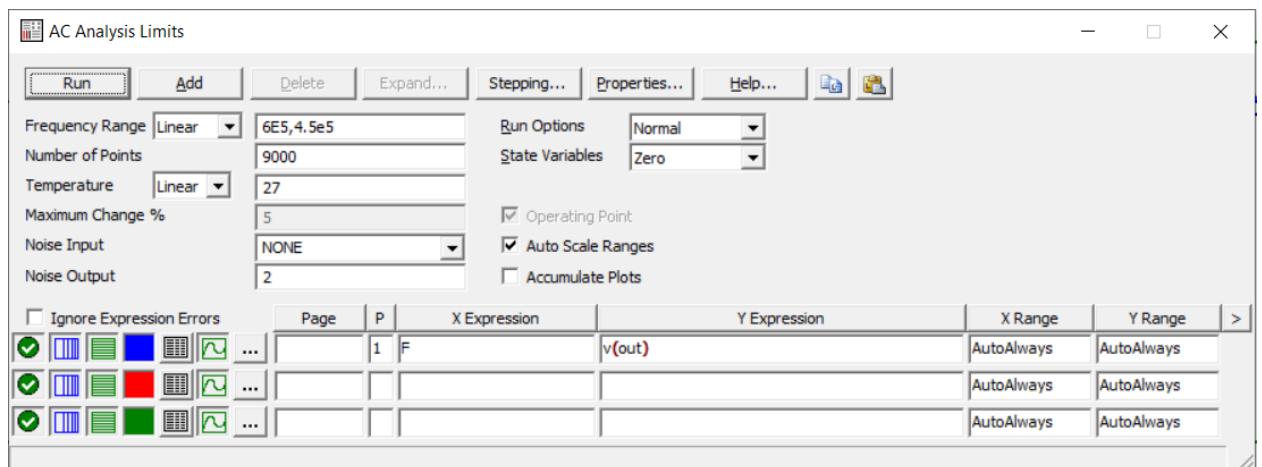 AC Analysis Limits
Run Add Delete Expand... Stepping... Properties... Help...
Frequency Range Linear 6E5,4.5e5 Run Options Normal
Number of Points 9000 State Variables Zero
Temperature Linear 27
Maximum Change % 5 Operating Point
Noise Input NONE Auto Scale Ranges
Noise Output 2 Accumulate Plots
Ignore Expression Errors Page P X Expression Y Expression X Range Y Range >
... 1 F v(out) AutoAlways AutoAlways
... AutoAlways AutoAlways
... AutoAlways AutoAlways